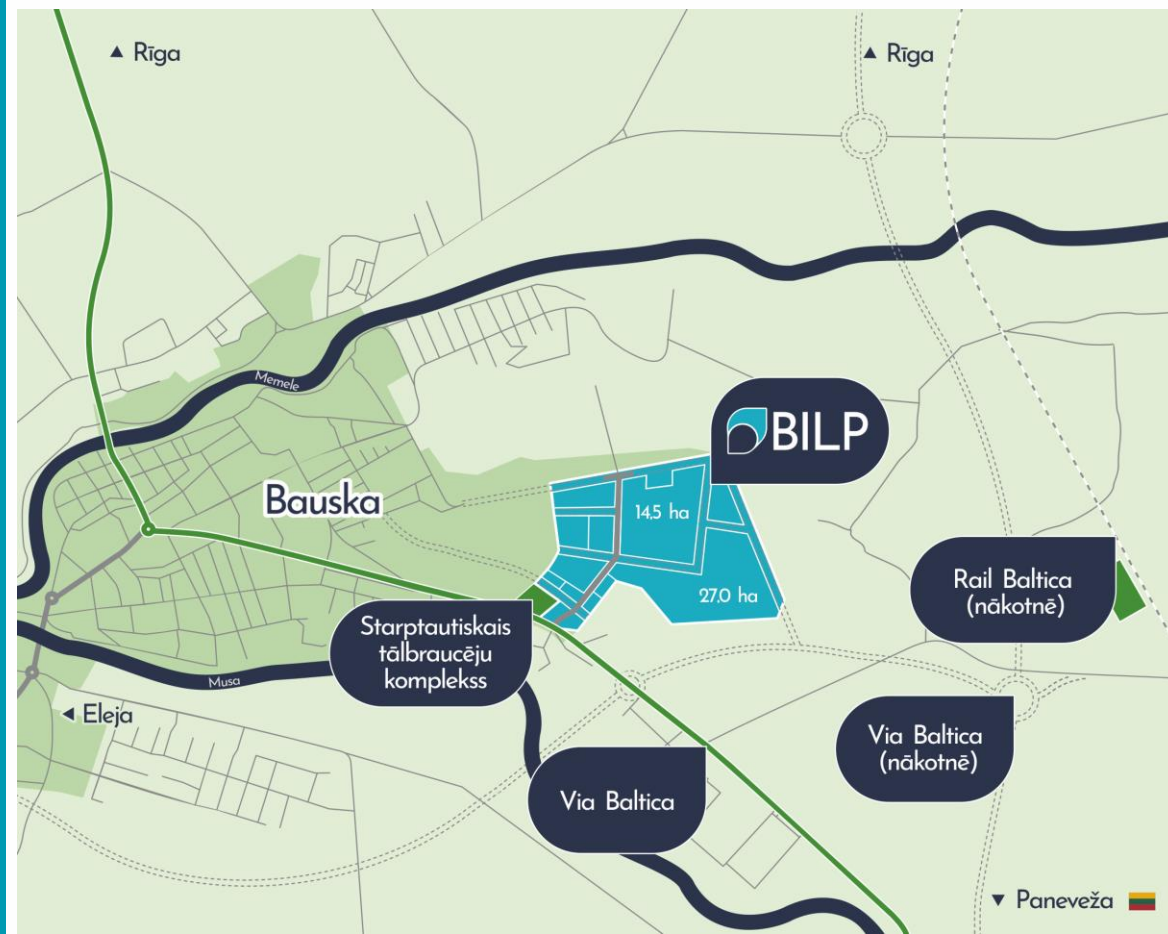 ▲ Rīga
▲ Rīga
Memele
BILP
Bauska
14,5 ha
27,0 ha
Rail Baltica
(nākotnē)
Starptautiskais
tālbraucēju
komplekss
Musa
◄ Eleja
Via Baltica
(nākotnē)
Via Baltica
▼ Paneveža